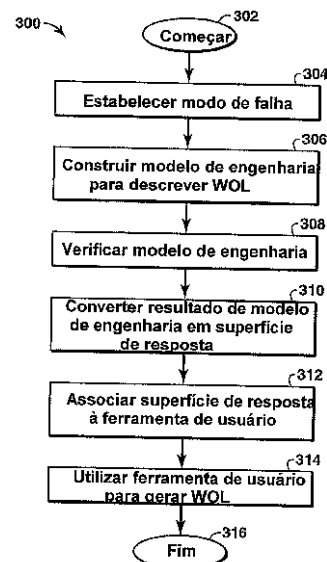 300
302
Começar
304
Estabelecer modo de falha
306
Construir modelo de engenharia
para descrever WOL
308
Verificar modelo de engenharia
310
Converter resultado de modelo
de engenharia em superfície
de resposta
312
Associar superfície de resposta
à ferramenta de usuário
314
Utilizar ferramenta de usuário
para gerar WOL
316
Fim